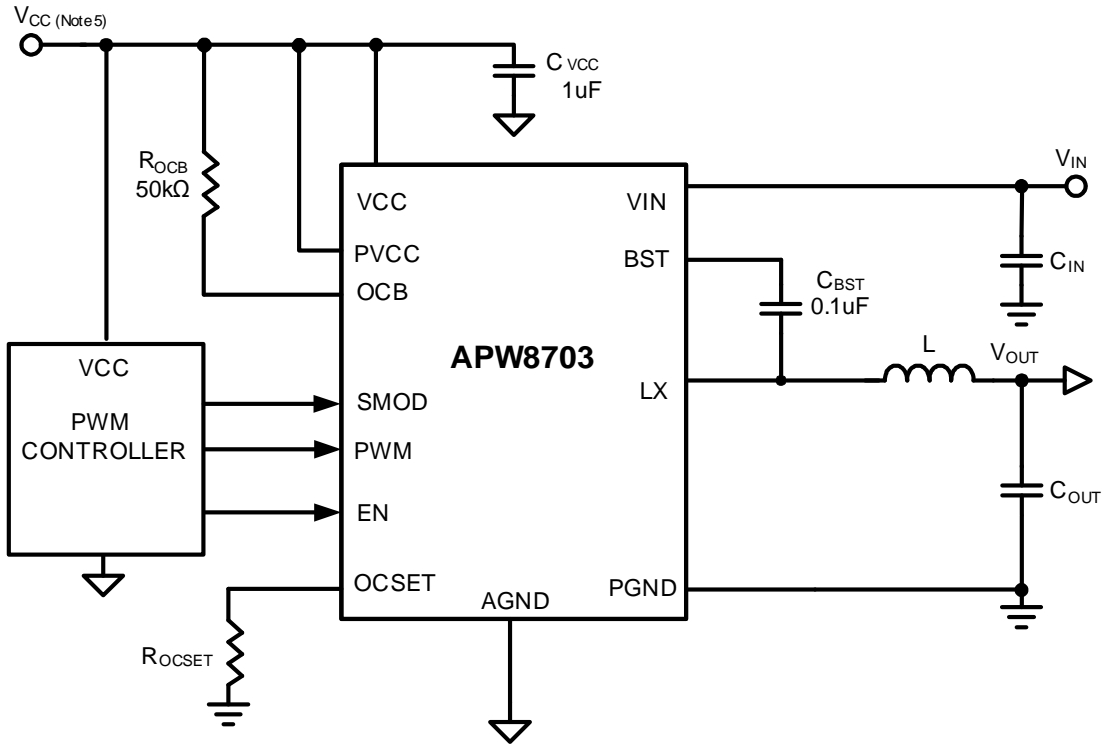 VCC (Note5)
CVCC
1uF
ROCB
50kΩ
VIN
VCC
VIN
PVCC
BST
OCB
CIN
CBST
0.1uF
APW8703
L
VOUT
VCC
LX
PWM
CONTROLLER
SMOD
PWM
EN
COUT
OCSET
AGND
PGND
ROCSET